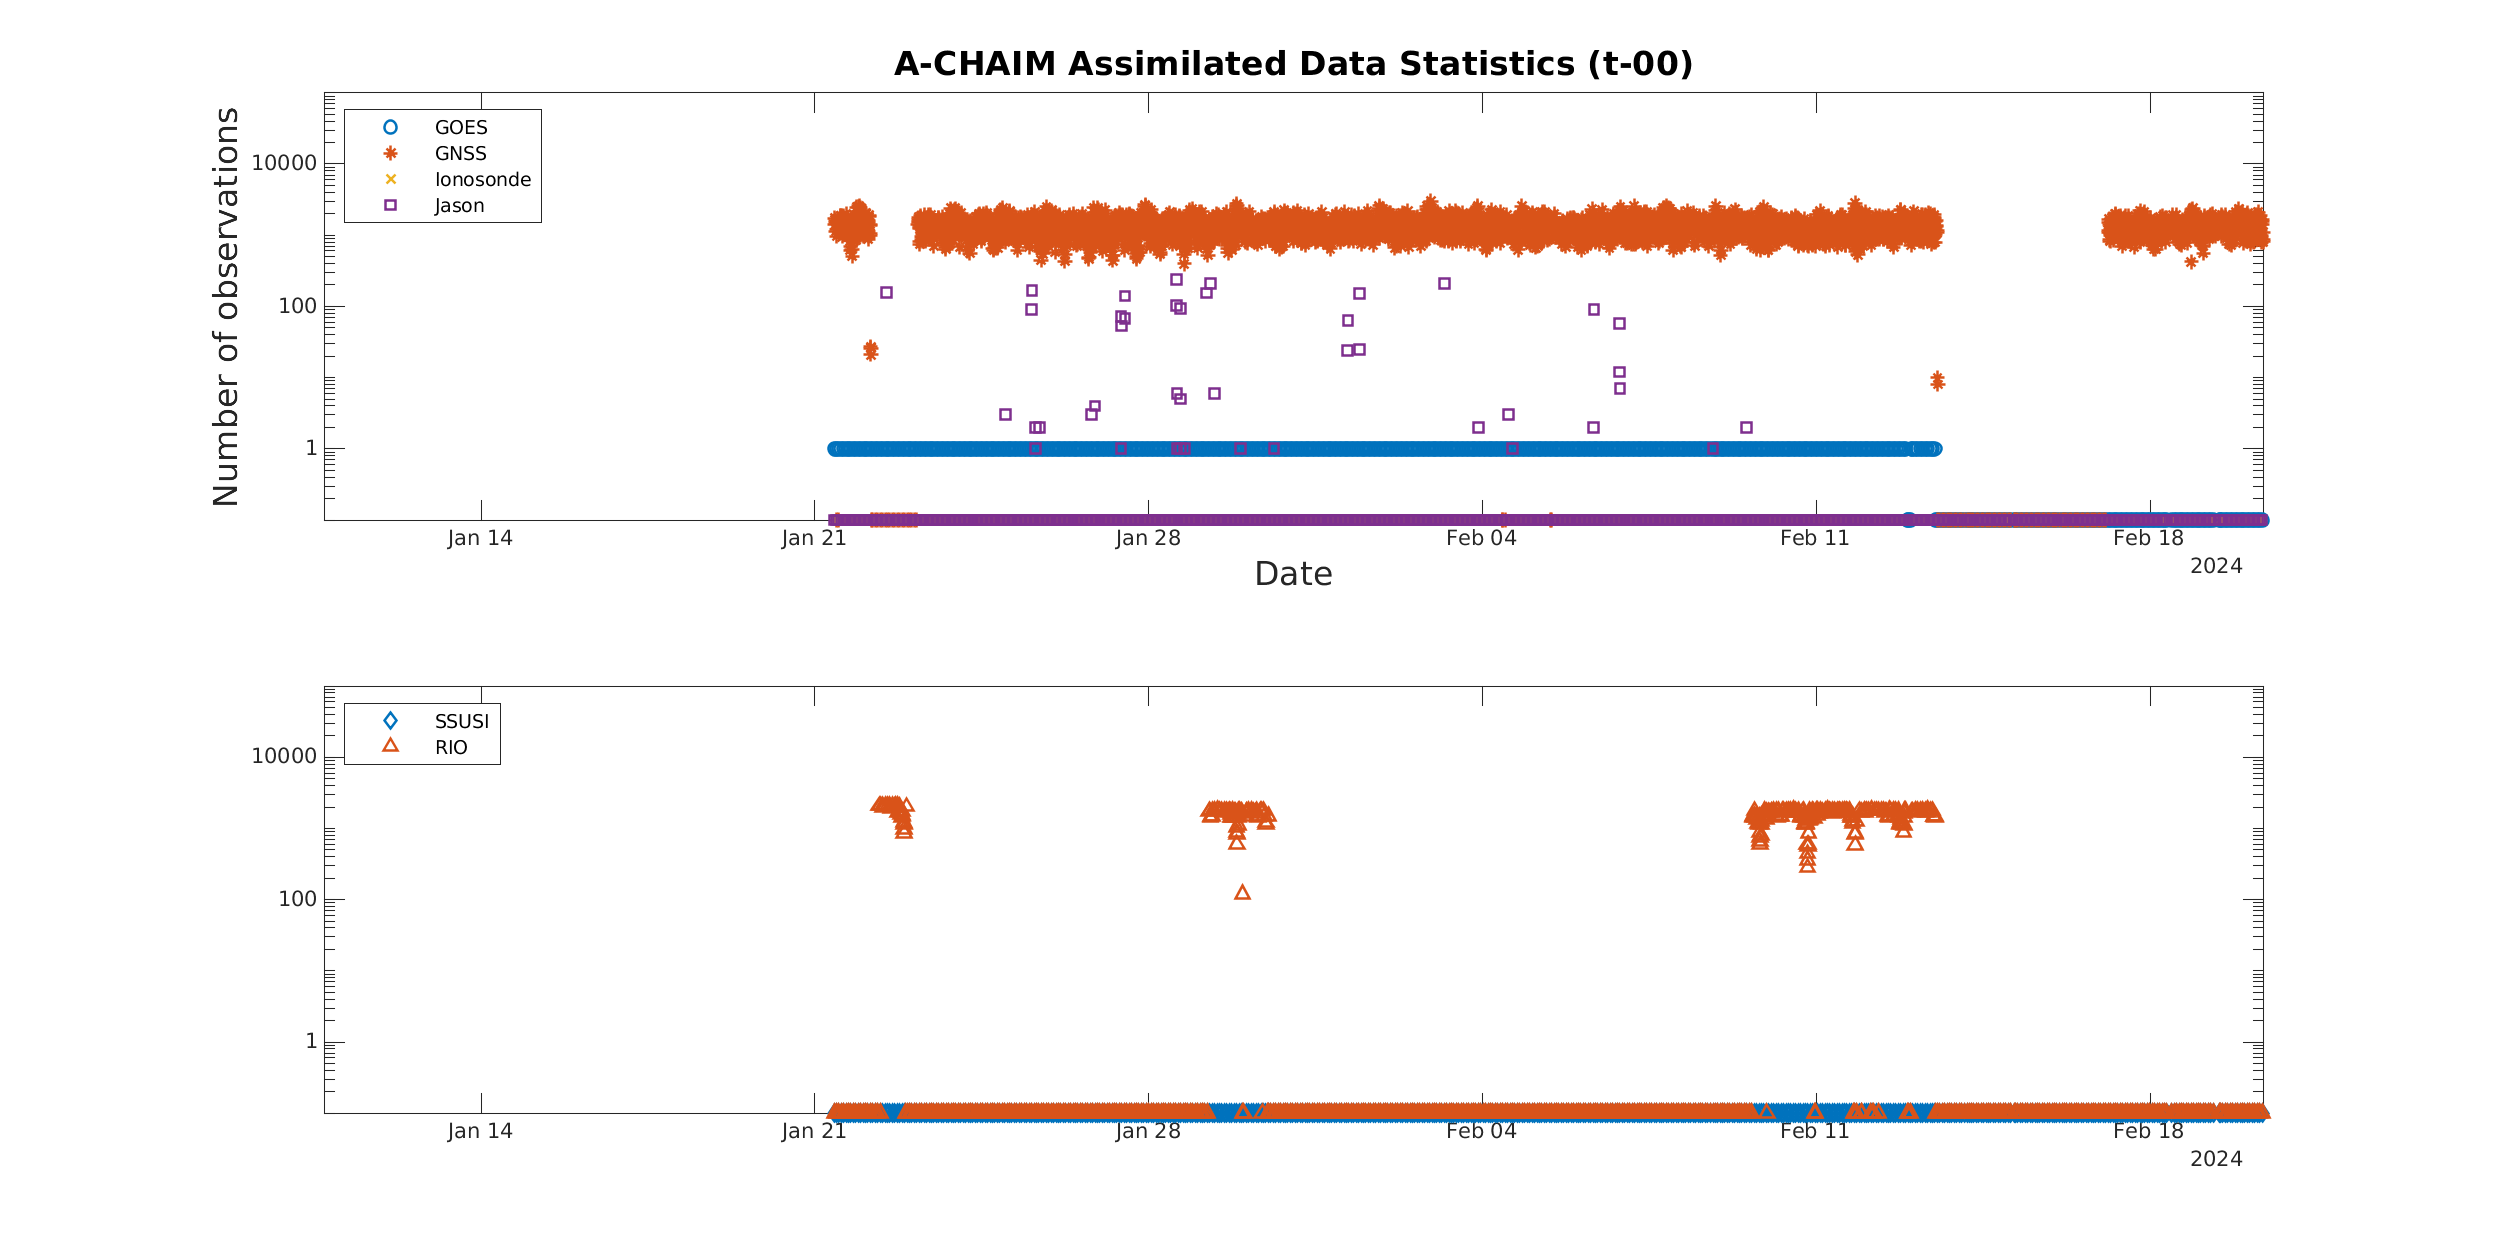 A-CHAIM Assimilated Data Statistics (t-00)
Number of observations
GOES
GNSS
Ionosonde
Jason
10000
100
1
Jan 14 Jan 21 Jan 28 Feb 04 Feb 11 Feb 18
2024
Date
SSUSI
RIO
10000
100
1
Jan 14 Jan 21 Jan 28 Feb 04 Feb 11 Feb 18
2024